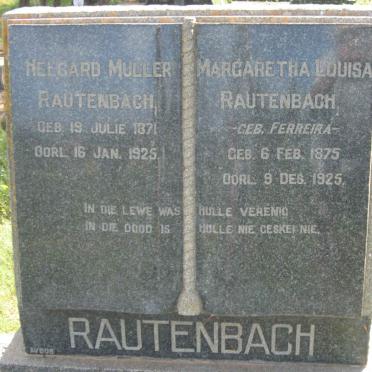 HELGARD MULLER
RAUTENBACH.
GEB. 19 JULIE 1871
OORL. 16 JAN. 1925.
MARGARETHA LOUISA
RAUTENBACH.
-GEB. FERREIRA-
GEB. 6 FEB. 1875
OORL. 9 DES. 1925.
IN DIE LEWE WAS HULLE VERENIG
IN DIE DOOD IS HULLE NIE GESKEI NIE.
RAUTENBACH